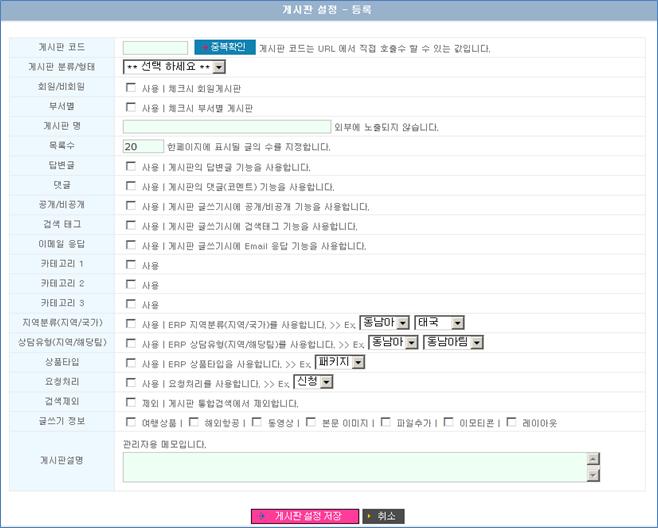 게시판 설정 - 등록
게시판 코드 중복확인 게시판 코드는 URL 에서 직접 호출수 할 수 있는 값입니다.
게시판 분류/형태 ** 선택 하세요 **
회일/비회일 사용 | 체크시 회일게시판
부서별 사용 | 체크시 부서별 게시판
게시판 명 외부에 노출되지 않습니다.
목록수 20 한페이지에 표시될 글의 수를 지정합니다.
답변글 사용 | 게시판의 답변글 기능을 사용합니다.
댓글 사용 | 게시판의 댓글(코멘트) 기능을 사용합니다.
공개/비공개 사용 | 게시판 글쓰기시에 공개/비공개 기능을 사용합니다.
검색 태그 사용 | 게시판 글쓰기시에 검색태그 기능을 사용합니다.
이메일 응답 사용 | 게시판 글쓰기시에 Email 응답 기능을 사용합니다.
카테고리 1 사용
카테고리 2 사용
카테고리 3 사용
지역분류(지역/국가) 사용 | ERP 지역분류(지역/국가)를 사용합니다. >> Ex. 동남아 태국
상담유형(지역/해당팀) 사용 | ERP 상담유형(지역/해당팀)를 사용합니다. >> Ex. 동남아 동남아팀
상품타입 사용 | ERP 상품타입을 사용합니다. >> Ex. 패키지
요청처리 사용 | 요청처리를 사용합니다. >> Ex. 신청
검색제외 제외 | 게시판 통합검색에서 제외합니다.
글쓰기 정보 여행상품 | 해외항공 | 동영상 | 본문 이미지 | 파일추가 | 이모티콘 | 레이아웃
관리자용 메모입니다.
게시판설명
게시판 설정 저장 취소